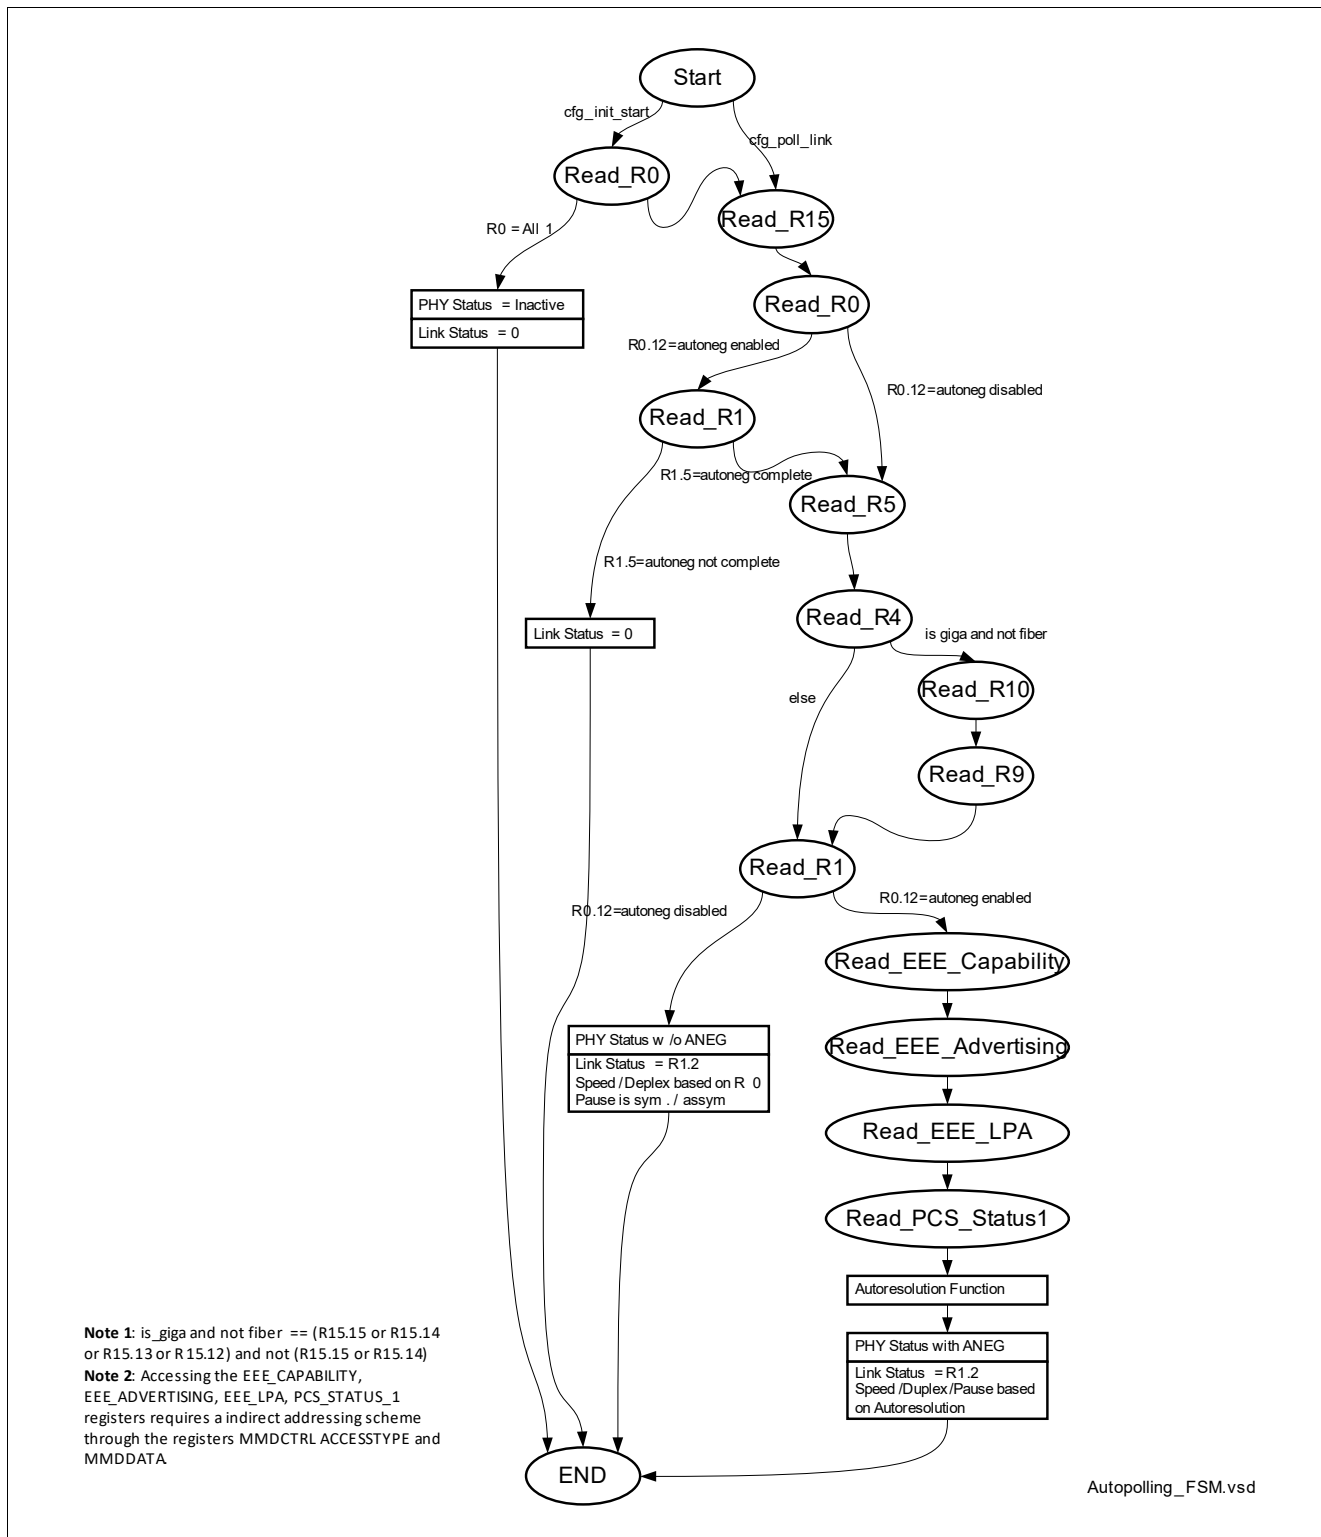 Start
cfg_init_start
cfg_poll_link
Read_R0
Read_R15
R0 = All 1
PHY Status = Inactive
Link Status = 0
Read_R0
R0.12=autoneg enabled
R0.12=autoneg disabled
Read_R1
R1.5=autoneg complete
Read_R5
R1.5=autoneg not complete
Link Status = 0
Read_R4
is giga and not fiber
Read_R10
else
Read_R9
Read_R1
R0.12=autoneg disabled
R0.12=autoneg enabled
Read_EEE_Capability
Read_EEE_Advertising
PHY Status w /o ANEG
Link Status = R1.2
Speed /Deplex based on R 0
Pause is sym . / assym
Read_EEE_LPA
Read_PCS_Status1
Autoresolution Function
PHY Status with ANEG
Link Status = R1.2
Speed /Duplex /Pause based
on Autoresolution
Note 1: is_giga and not fiber == (R15.15 or R15.14
or R15.13 or R15.12) and not (R15.15 or R15.14)
Note 2: Accessing the EEE_CAPABILITY,
EEE_ADVERTISING, EEE_LPA, PCS_STATUS_1
registers requires a indirect addressing scheme
through the registers MMDCTRL ACCESSTYPE and
MMDDATA.
END
Autopolling_FSM.vsd